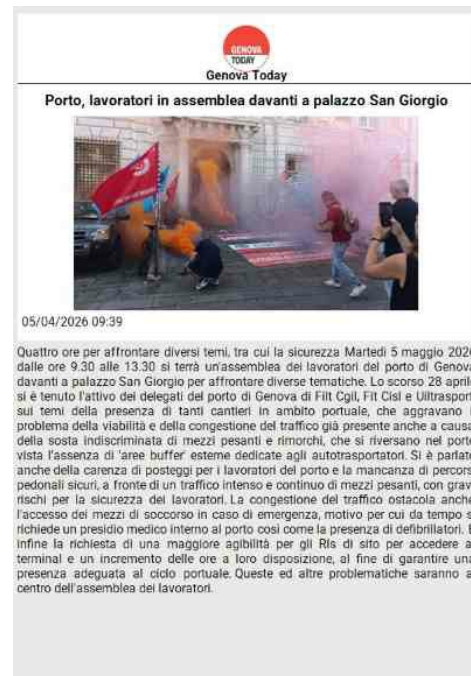 GENOVA
TODAY
Genova Today
Porto, lavoratori in assemblea davanti a palazzo San Giorgio
05/04/2026 09:39
Quattro ore per affrontare diversi temi, tra cui la sicurezza Martedì 5 maggio 2026
dalle ore 9.30 alle 13.30 si terrà un'assemblea dei lavoratori del porto di Genova
davanti a palazzo San Giorgio per affrontare diverse tematiche. Lo scorso 28 aprile
si è tenuto l'attivo dei delegati del porto di Genova di Filt Cgil, Fit Cisl e Uiltrasport
sui temi della presenza di tanti cantieri in ambito portuale, che aggravano i
problema della viabilità e della congestione del traffico già presente anche a causa
della sosta indiscriminata di mezzi pesanti e rimorchi, che si riversano nel porto
vista l'assenza di 'aree buffer' esterne dedicate agli autotrasportatori. Si è parlato
anche della carenza di posteggi per i lavoratori del porto e la mancanza di percors
pedonali sicuri, a fronte di un traffico intenso e continuo di mezzi pesanti, con grav
rischi per la sicurezza dei lavoratori. La congestione del traffico ostacola anche
l'accesso dei mezzi di soccorso in caso di emergenza, motivo per cui da tempo s
richiede un presidio medico interno al porto così come la presenza di defibrillatori. E
infine la richiesta di una maggiore agibilità per gli Rls di sito per accedere a
terminal e un incremento delle ore a loro disposizione, al fine di garantire una
presenza adeguata al ciclo portuale. Queste ed altre problematiche saranno a
centro dell'assemblea dei lavoratori.